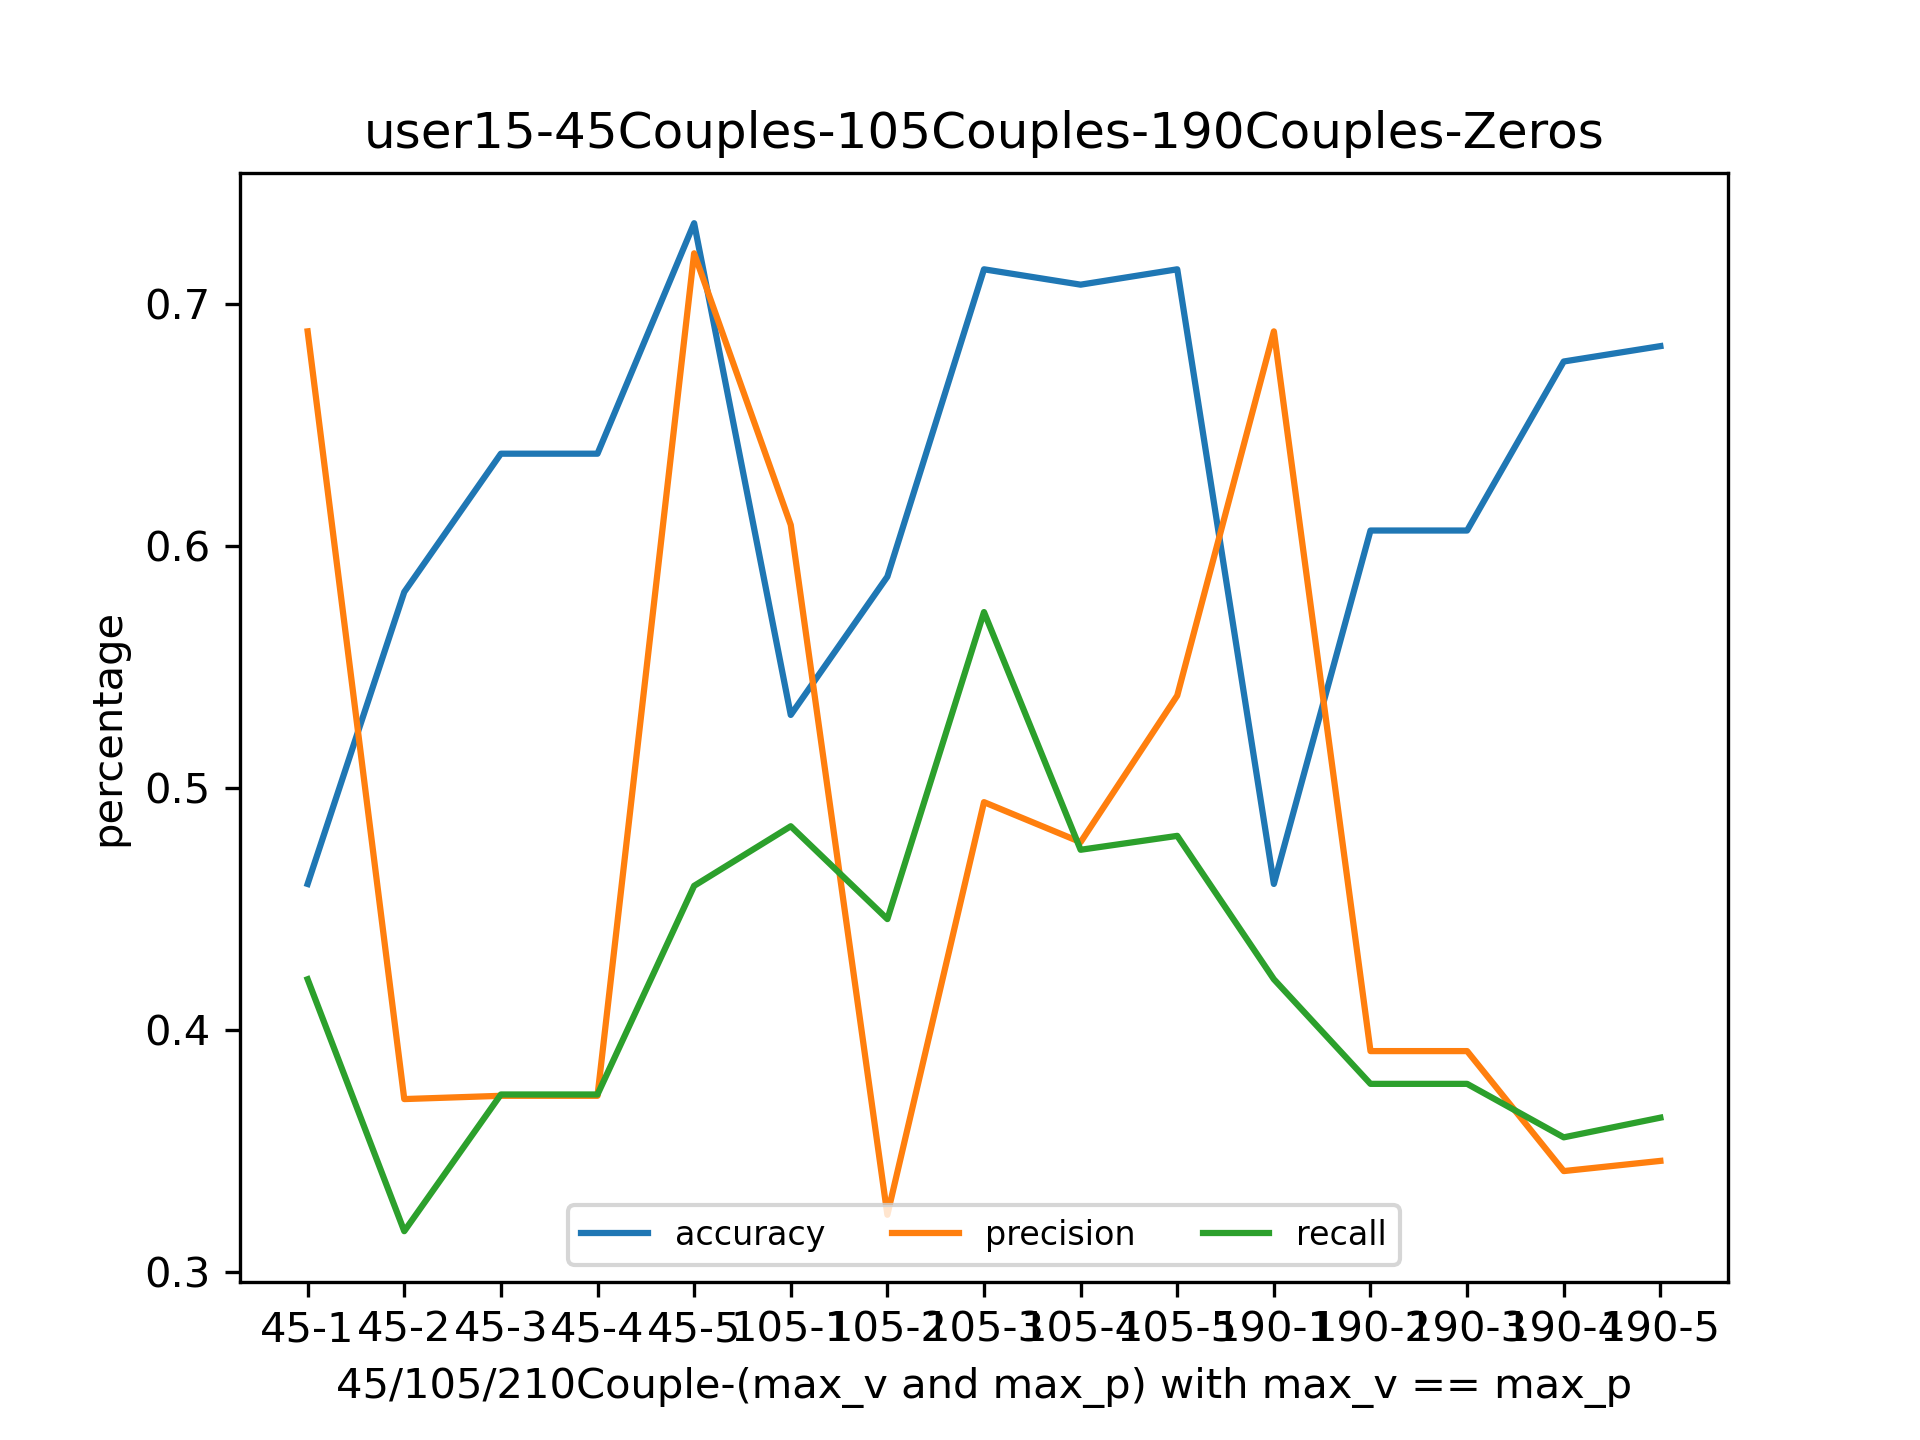 user15-45Couples-105Couples-190Couples-Zeros
percentage
0.7
0.6
0.5
0.4
0.3
accuracy precision recall
45-1 45-2 45-3 45-4 45-5 105-1 105-2 105-3 105-4 105-5 190-1 190-2 190-3 190-4 190-5
45/105/210Couple-(max_v and max_p) with max_v == max_p